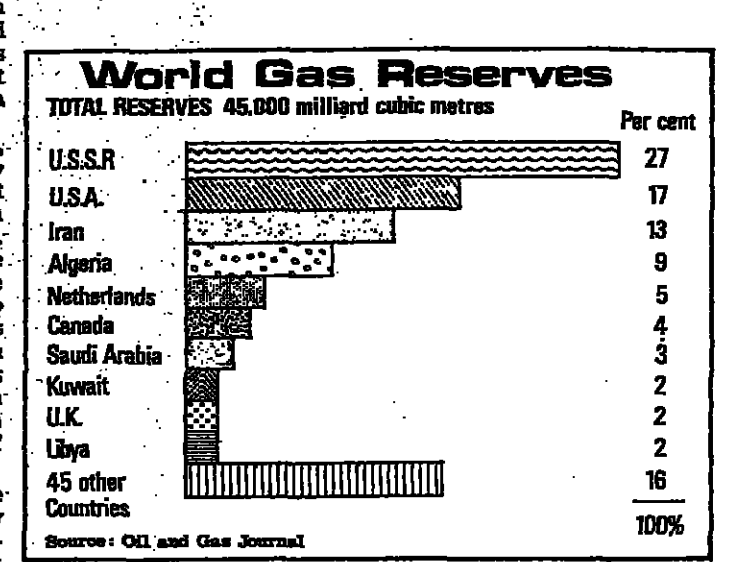 World Gas Reserves
TOTAL RESERVES 45.000 milliard cubic metres
Per cent
U.S.S.R 27
U.S.A. 17
Iran 13
Algeria 9
Netherlands 5
Canada 4
Saudi Arabia 3
Kuwait 2
U.K. 2
Libya 2
45 other 16
Countries
100%
Source: Oil and Gas Journal